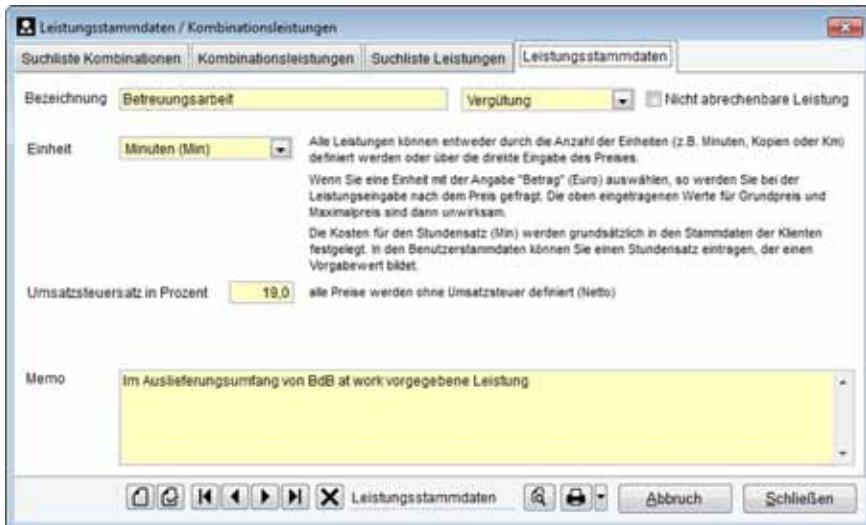 Leistungsstammdaten / Kombinationsleistungen
Suchliste Kombinationen Kombinationsleistungen Suchliste Leistungen Leistungsstammdaten
Bezeichnung Betreuungsarbeit Vergütung Nicht abrechenbare Leistung
Einheit Minuten (Min) Alle Leistungen können entweder durch die Anzahl der Einheiten (z.B. Minuten, Kopien oder Km)
definiert werden oder über die direkte Eingabe des Preises.
Wenn Sie eine Einheit mit der Angabe "Betrag" (Euro) auswählen, so werden Sie bei der
Leistungseingabe nach dem Preis gefragt. Die oben eingetragenen Werte für Grundpreis und
Maximalpreis sind dann unwirksam.
Die Kosten für den Stundensatz (Min) werden grundsätzlich in den Stammdaten der Klienten
festgelegt. In den Benutzerstammdaten können Sie einen Stundensatz eintragen, der einen
Vorgabewert bildet.
Umsatzsteuersatz in Prozent 19,0 alle Preise werden ohne Umsatzsteuer definiert (Netto)
Memo Im Auslieferungsumfang von BdB at work vorgegebene Leistung
Leistungsstammdaten Abbruch Schließen